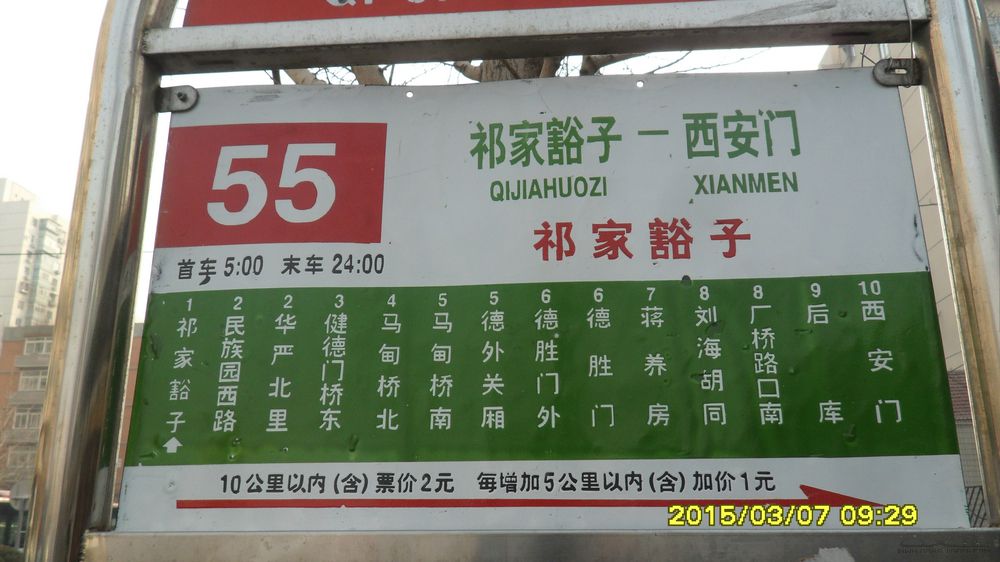 55
祁家豁子 — 西安门
QIJIAHUOZI XIANMEN
祁家豁子
首车 5:00 末车 24:00
1 祁家豁子
2 民族园西路
2 华严北里
3 健德门桥东
4 马甸桥北
5 马甸桥南
5 德外关厢
6 德胜门外
6 德胜门
7 蒋养房
8 刘海胡同
8 厂桥路口南
9 后库
10 西安门
10公里以内(含)票价2元 每增加5公里以内(含)加价1元
2015/03/07 09:29